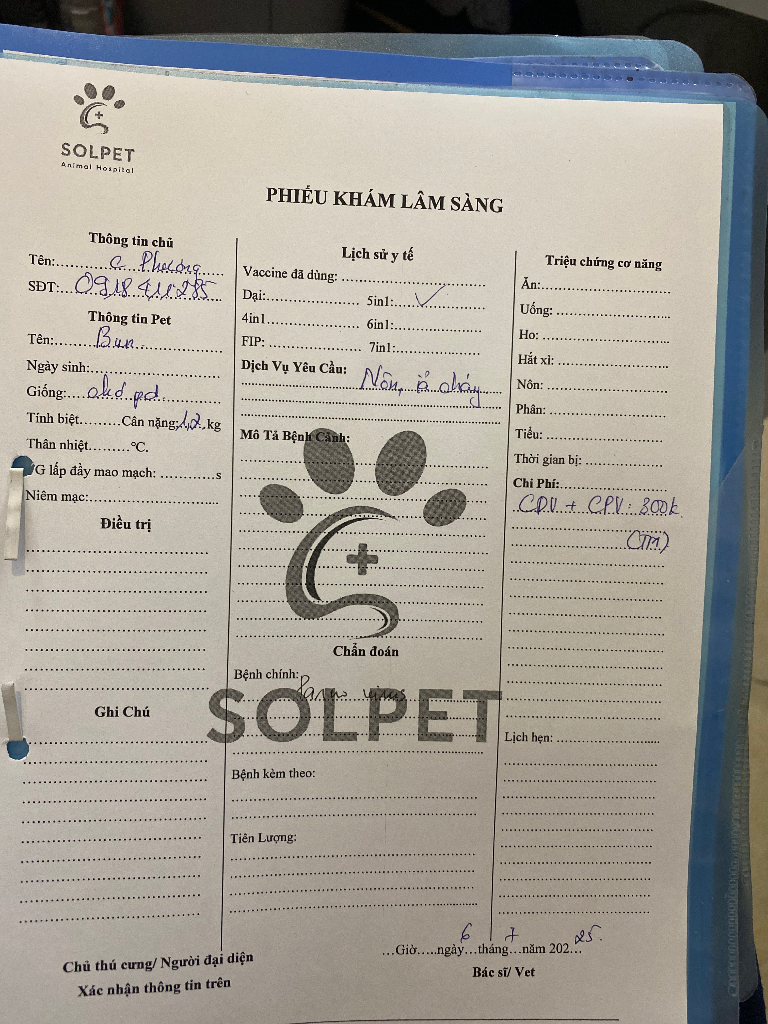 SOLPET
Animal Hospital
PHIẾU KHÁM LÂM SÀNG
Thông tin chủ
Tên: c Phương
SĐT: 0918 411 285
Thông tin Pet
Tên: Bun
Ngày sinh:
Giống:
Tính biệt Cân nặng: 1,2 kg
Thân nhiệt °C.
TG lấp đầy mao mạch: s
Niêm mạc:
Điều trị
Ghi Chú
Lịch sử y tế
Vaccine đã dùng:
Dại: 5in1: ✓
4in1 6in1:
FIP: 7in1:
Dịch Vụ Yêu Cầu: Nôn, ỉa chảy
Mô Tả Bệnh Cảnh:
Chẩn đoán
Bệnh chính: Parvo virus
SOLPET
Bệnh kèm theo:
Tiên Lượng:
Triệu chứng cơ năng
Ăn:
Uống:
Ho:
Hắt xì:
Nôn:
Phân:
Tiểu:
Thời gian bị:
Chi Phí:
CDV + CPV: 300k
(TM)
Lịch hẹn:
Chủ thú cưng/ Người đại diện
Xác nhận thông tin trên
...Giờ.....ngày 6 tháng 7 năm 202 25.
Bác sĩ/ Vet